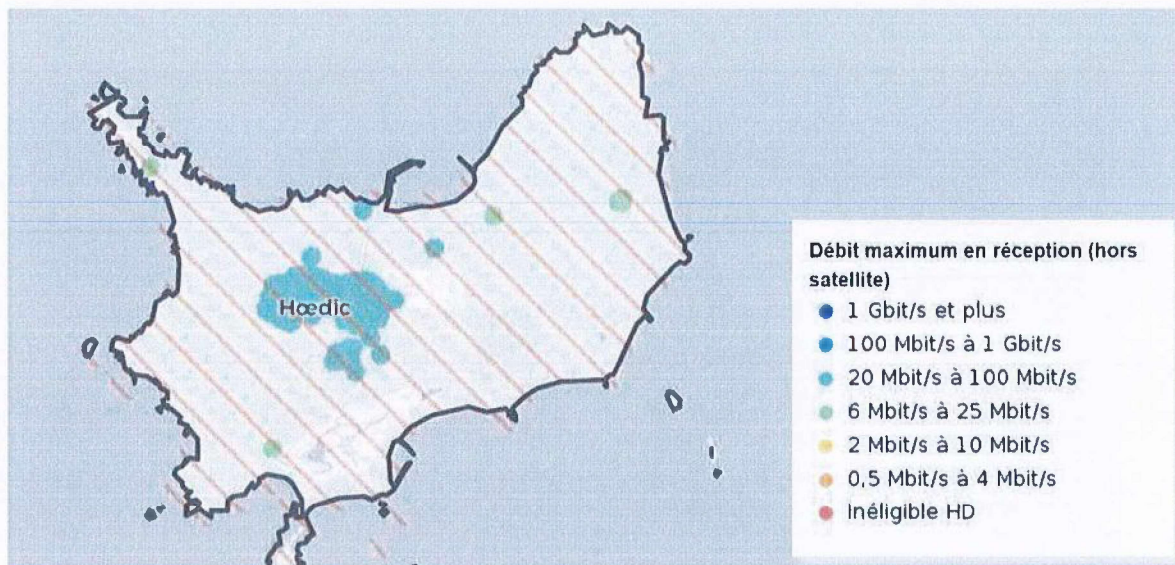 Hœdic
Débit maximum en réception (hors
satellite)
1 Gbit/s et plus
100 Mbit/s à 1 Gbit/s
20 Mbit/s à 100 Mbit/s
6 Mbit/s à 25 Mbit/s
2 Mbit/s à 10 Mbit/s
0,5 Mbit/s à 4 Mbit/s
Inéligible HD